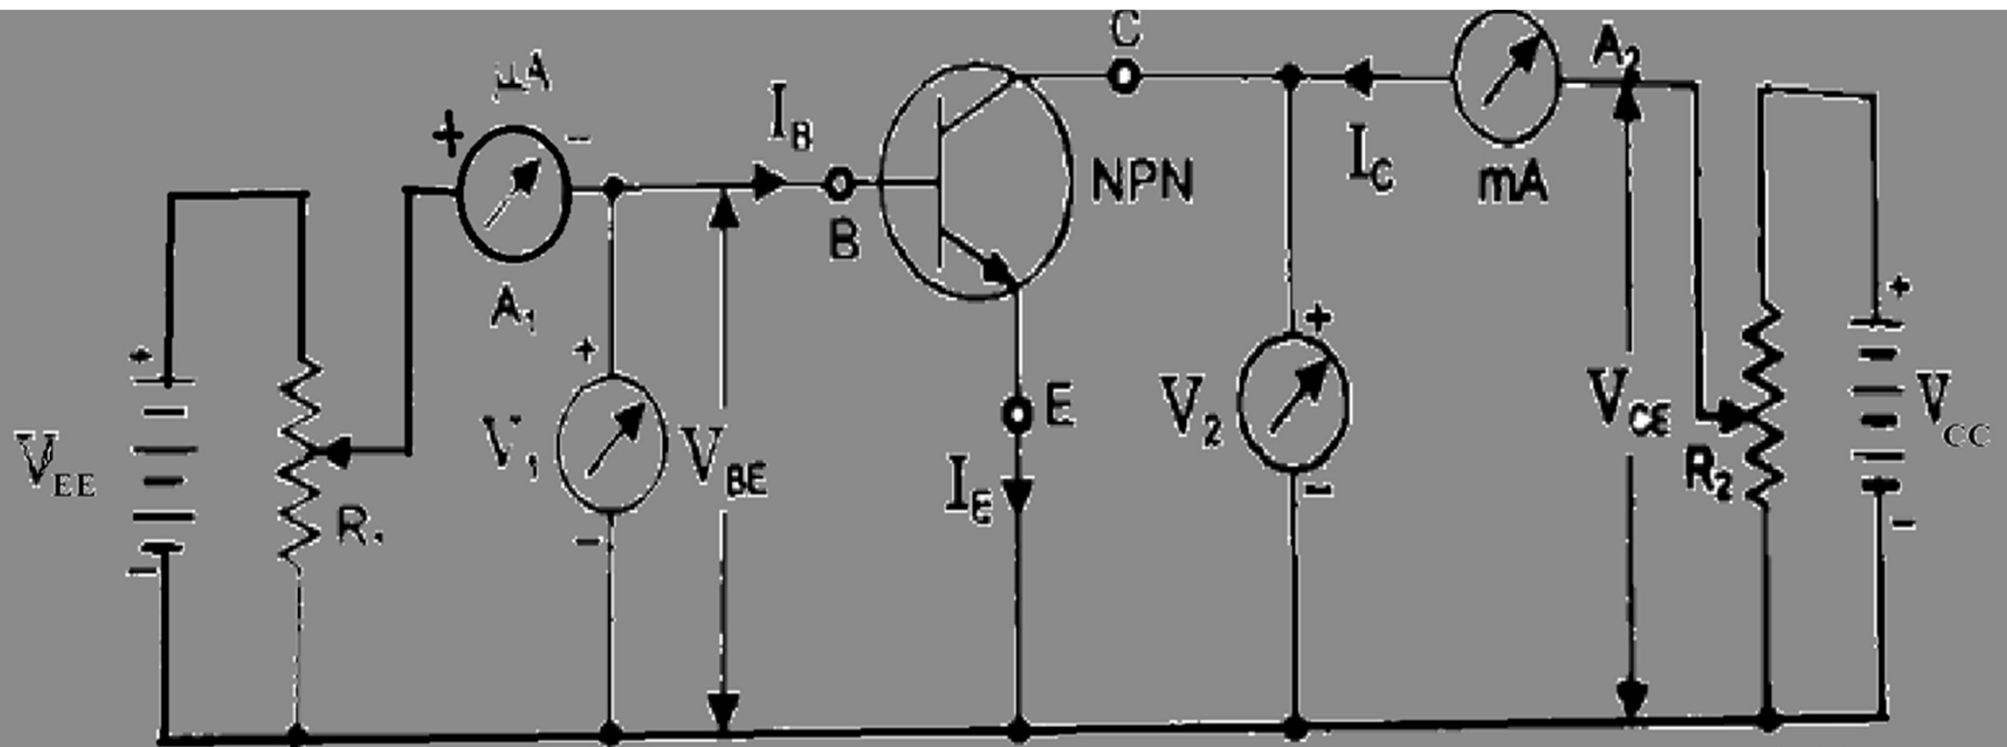 C
A2
μA
IB
+
-
NPN
IC
mA
B
A1
+
+
+
+
VEE
V1
VBE
E
V2
VCE
VCC
R2
IE
R1
-
-
-
-